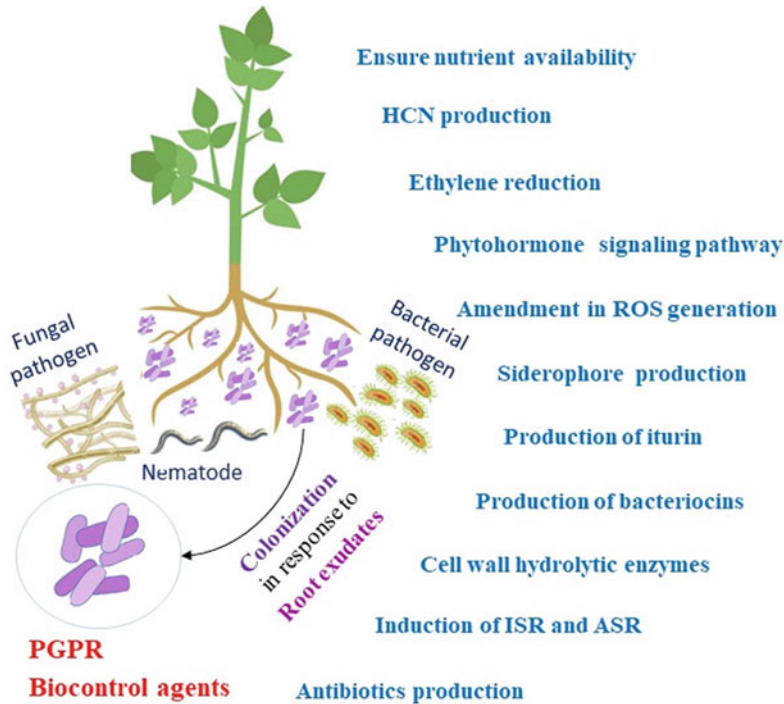 Ensure nutrient availability
HCN production
Ethylene reduction
Phytohormone signaling pathway
Amendment in ROS generation
Siderophore production
Production of iturin
Production of bacteriocins
Cell wall hydrolytic enzymes
Induction of ISR and ASR
Antibiotics production
Fungal
pathogen
Bacterial
pathogen
Nematode
Colonization
in response to
Root exudates
PGPR
Biocontrol agents